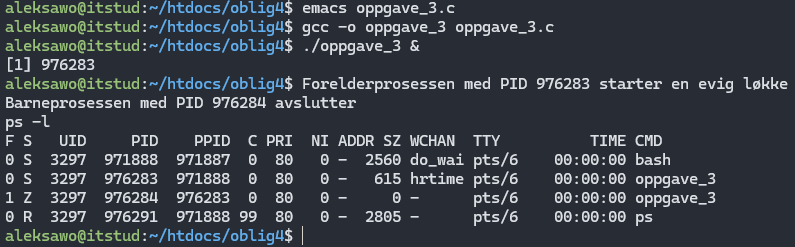 aleksawo@itstud:~/htdocs/oblig4$ emacs oppgave_3.c
aleksawo@itstud:~/htdocs/oblig4$ gcc -o oppgave_3 oppgave_3.c
aleksawo@itstud:~/htdocs/oblig4$ ./oppgave_3 &
[1] 976283
aleksawo@itstud:~/htdocs/oblig4$ Forelderprosessen med PID 976283 starter en evig løkke
Barneprosessen med PID 976284 avslutter
ps -l
F S   UID     PID    PPID  C PRI  NI ADDR SZ WCHAN  TTY          TIME CMD
0 S  3297  971888  971887  0  80   0 -  2560 do_wai pts/6    00:00:00 bash
0 S  3297  976283  971888  0  80   0 -   615 hrtime pts/6    00:00:00 oppgave_3
1 Z  3297  976284  976283  0  80   0 -     0 -      pts/6    00:00:00 oppgave_3
0 R  3297  976291  971888 99  80   0 -  2805 -      pts/6    00:00:00 ps
aleksawo@itstud:~/htdocs/oblig4$